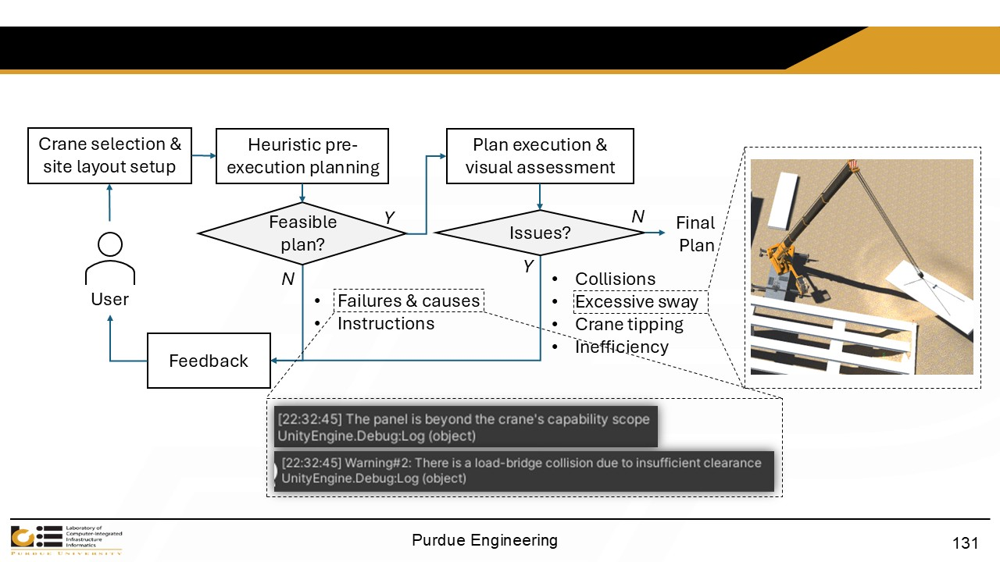 Crane selection &
site layout setup
Heuristic pre-
execution planning
Plan execution &
visual assessment
Feasible
plan?
Y
N
Issues?
N
Y
Final
Plan
User
• Failures & causes
• Instructions
• Collisions
• Excessive sway
• Crane tipping
• Inefficiency
Feedback
[22:32:45] The panel is beyond the crane's capability scope
UnityEngine.Debug:Log (object)
[22:32:45] Warning#2: There is a load-bridge collision due to insufficient clearance
UnityEngine.Debug:Log (object)
Laboratory of
Computer-Integrated
Infrastructure
Informatics
PURDUE UNIVERSITY
Purdue Engineering
131